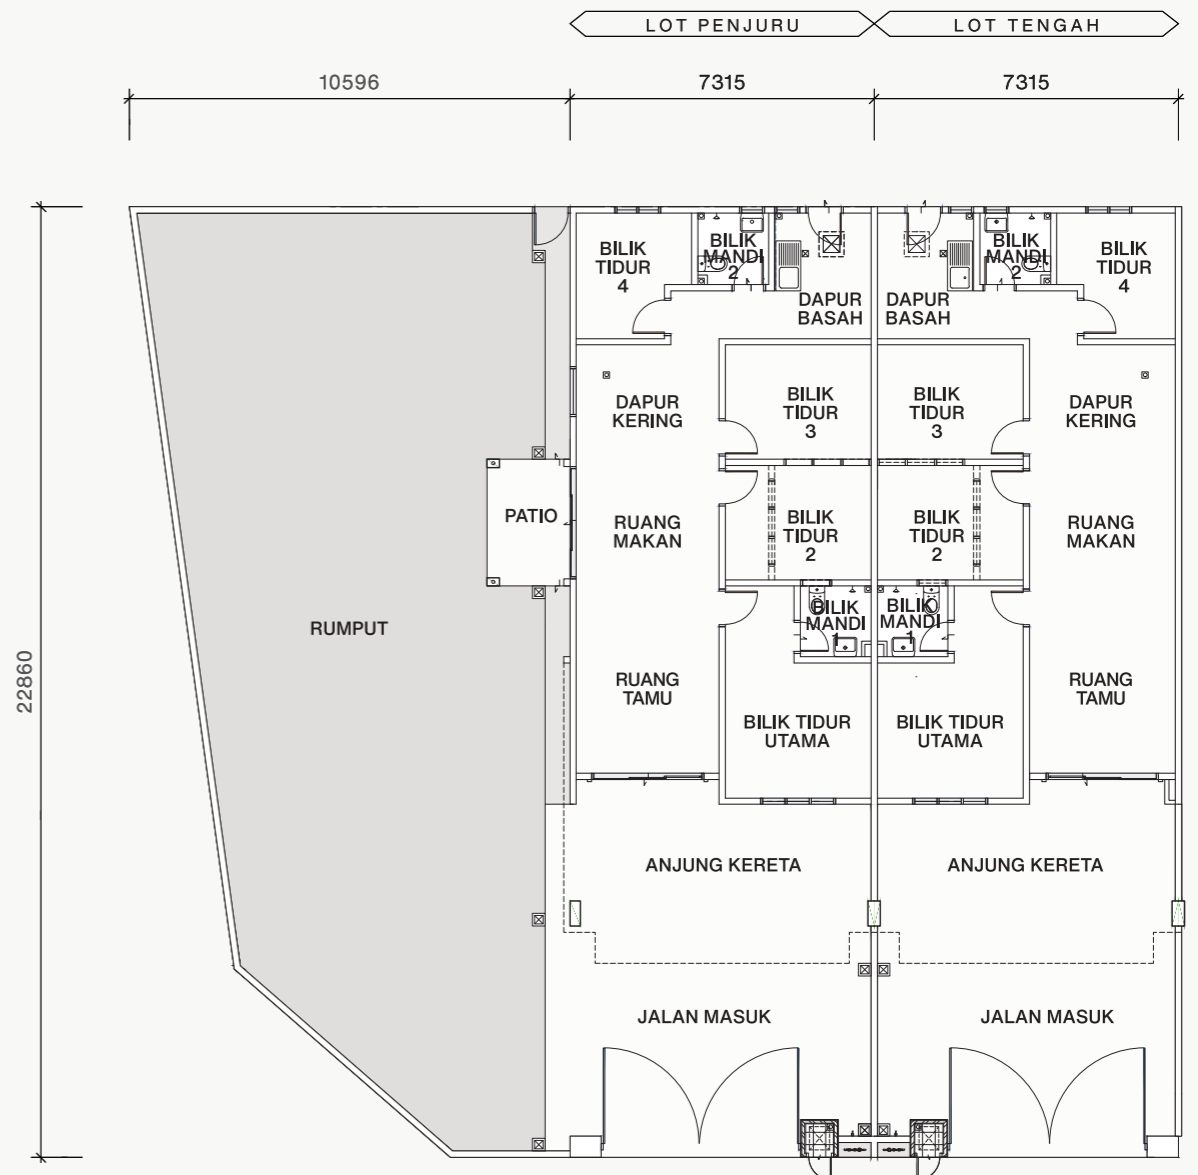 LOT PENJURU
LOT TENGAH
10596
7315
7315
22860
BILIK
TIDUR
4
BILIK
MANDI
2
DAPUR
BASAH
DAPUR
BASAH
BILIK
MANDI
2
BILIK
TIDUR
4
DAPUR
KERING
BILIK
TIDUR
3
BILIK
TIDUR
3
DAPUR
KERING
PATIO
RUANG
MAKAN
BILIK
TIDUR
2
BILIK
TIDUR
2
RUANG
MAKAN
RUMPUT
BILIK
MANDI
1
BILIK
MANDI
1
RUANG
TAMU
BILIK TIDUR
UTAMA
BILIK TIDUR
UTAMA
RUANG
TAMU
ANJUNG KERETA
ANJUNG KERETA
JALAN MASUK
JALAN MASUK